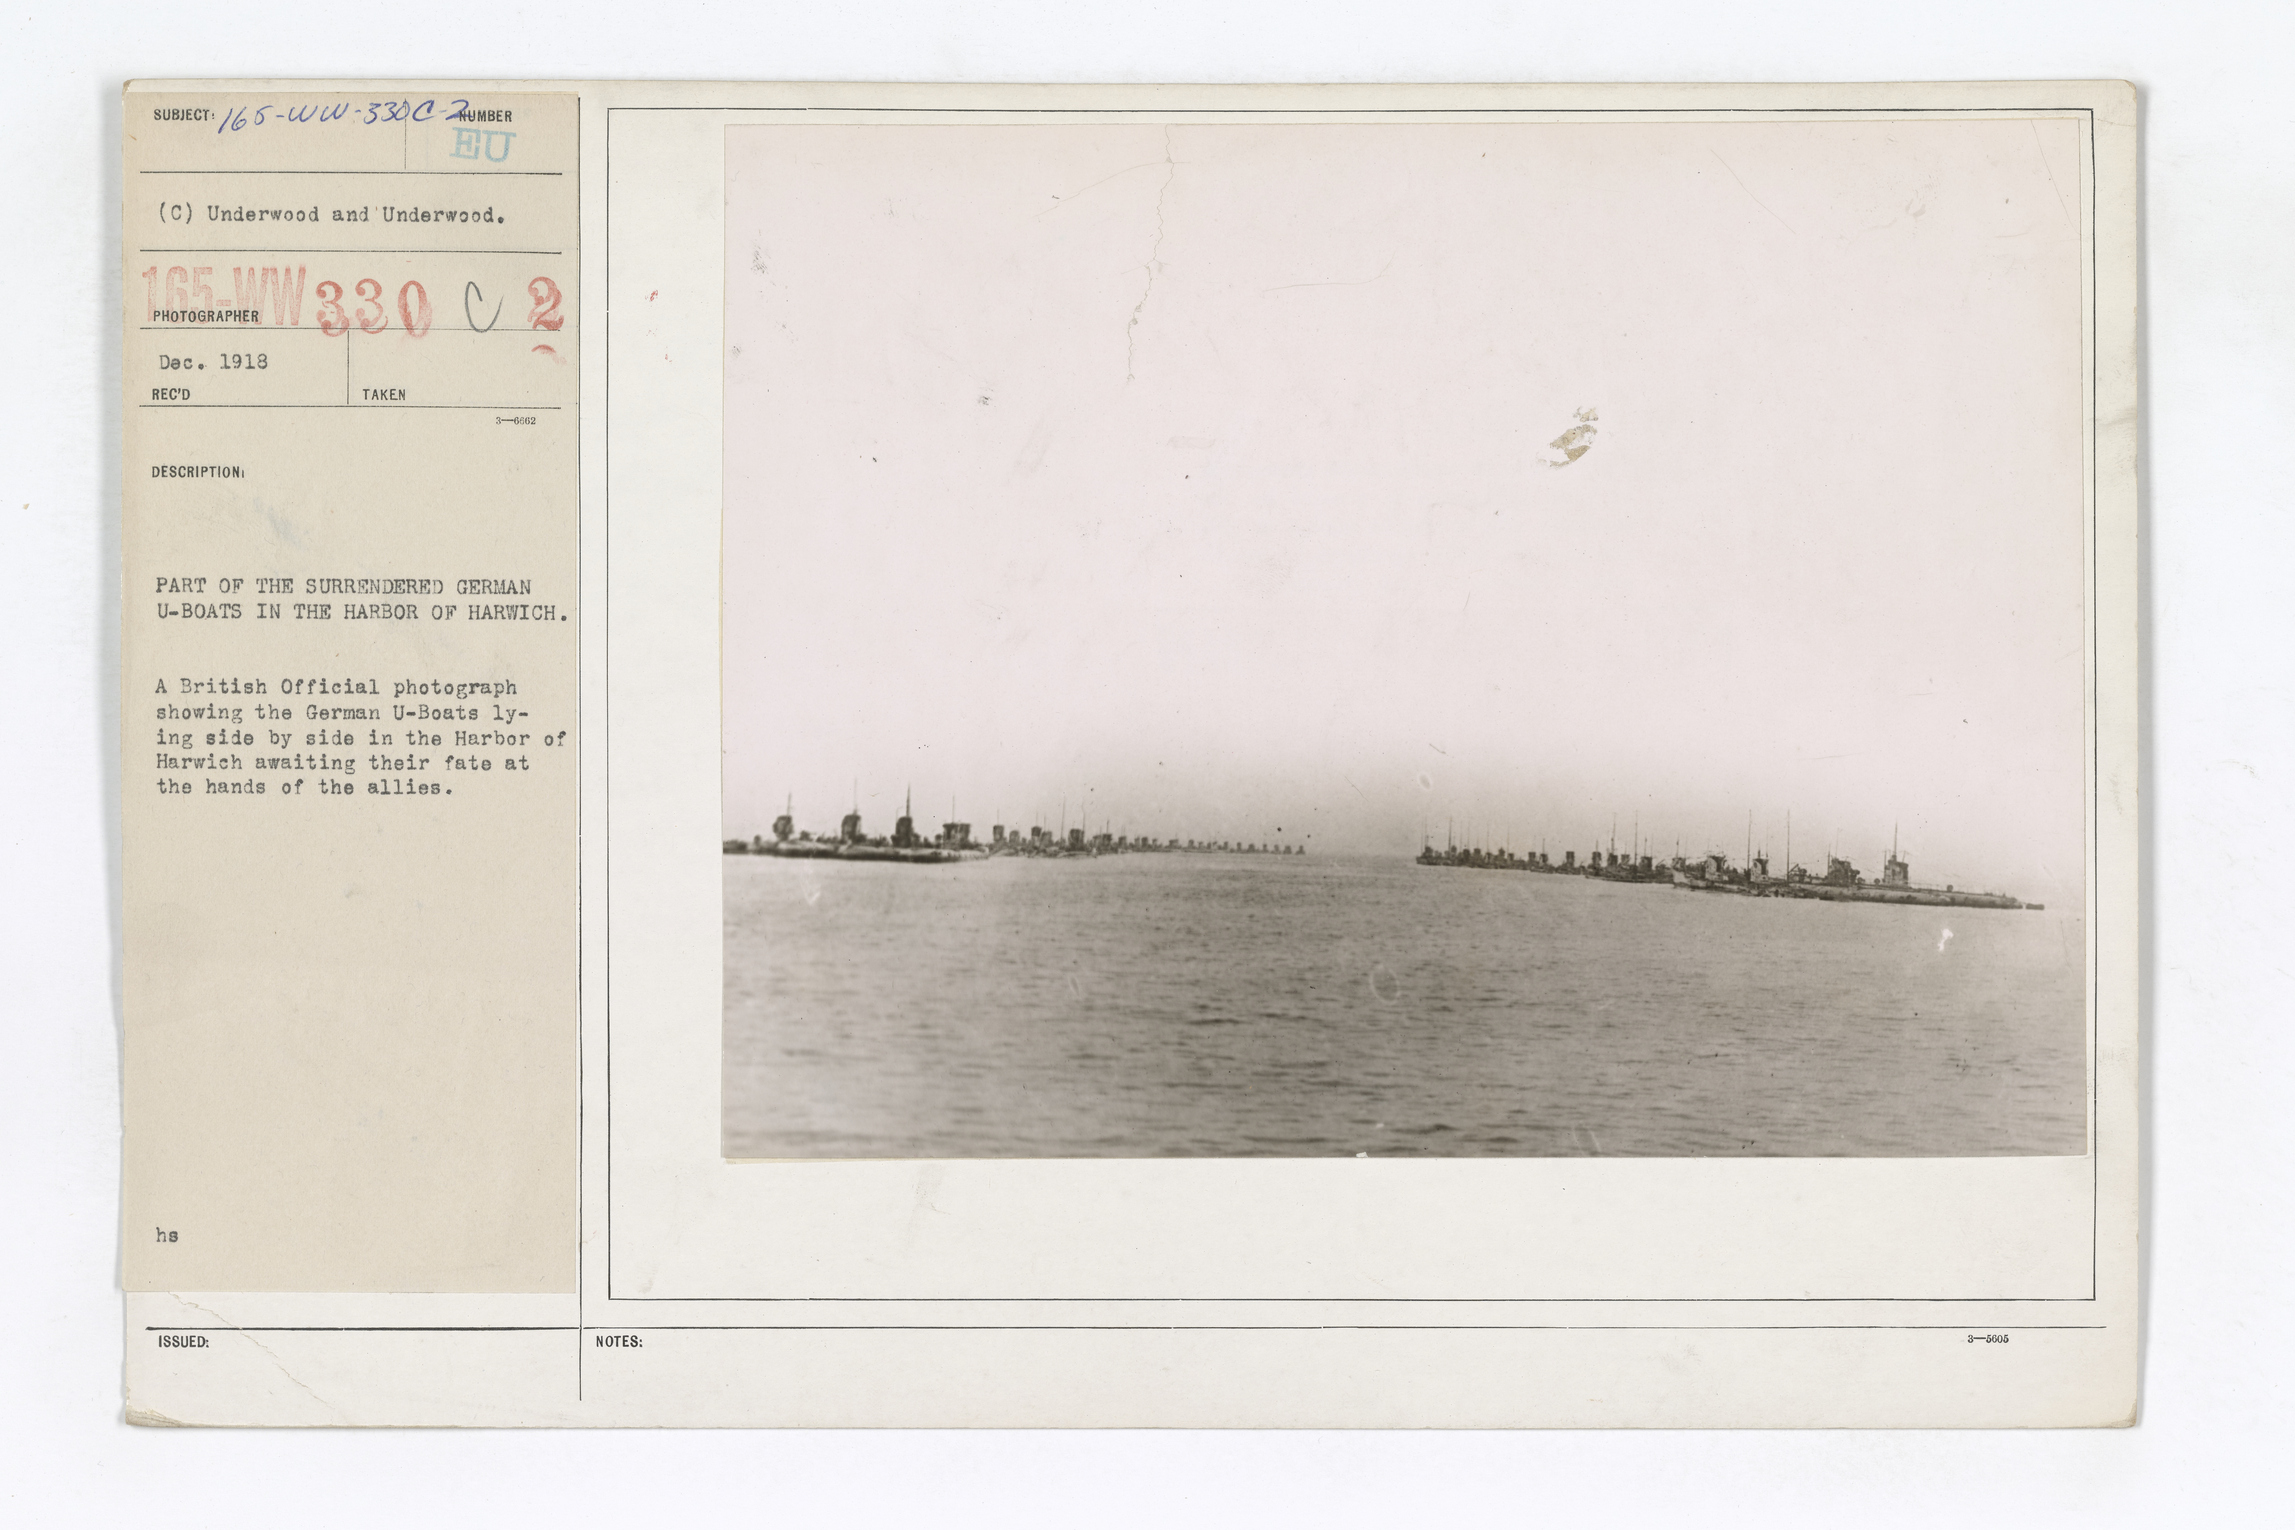 SUBJECT: 165-WW-330C-2 NUMBER
EU
(C) Underwood and Underwood.
165-WW 330 C 2
PHOTOGRAPHER
Dec. 1918
REC'D TAKEN
3—6662
DESCRIPTION:
PART OF THE SURRENDERED GERMAN
U-BOATS IN THE HARBOR OF HARWICH.
A British Official photograph
showing the German U-Boats ly-
ing side by side in the Harbor of
Harwich awaiting their fate at
the hands of the allies.
hs
ISSUED:
NOTES:
3—5605